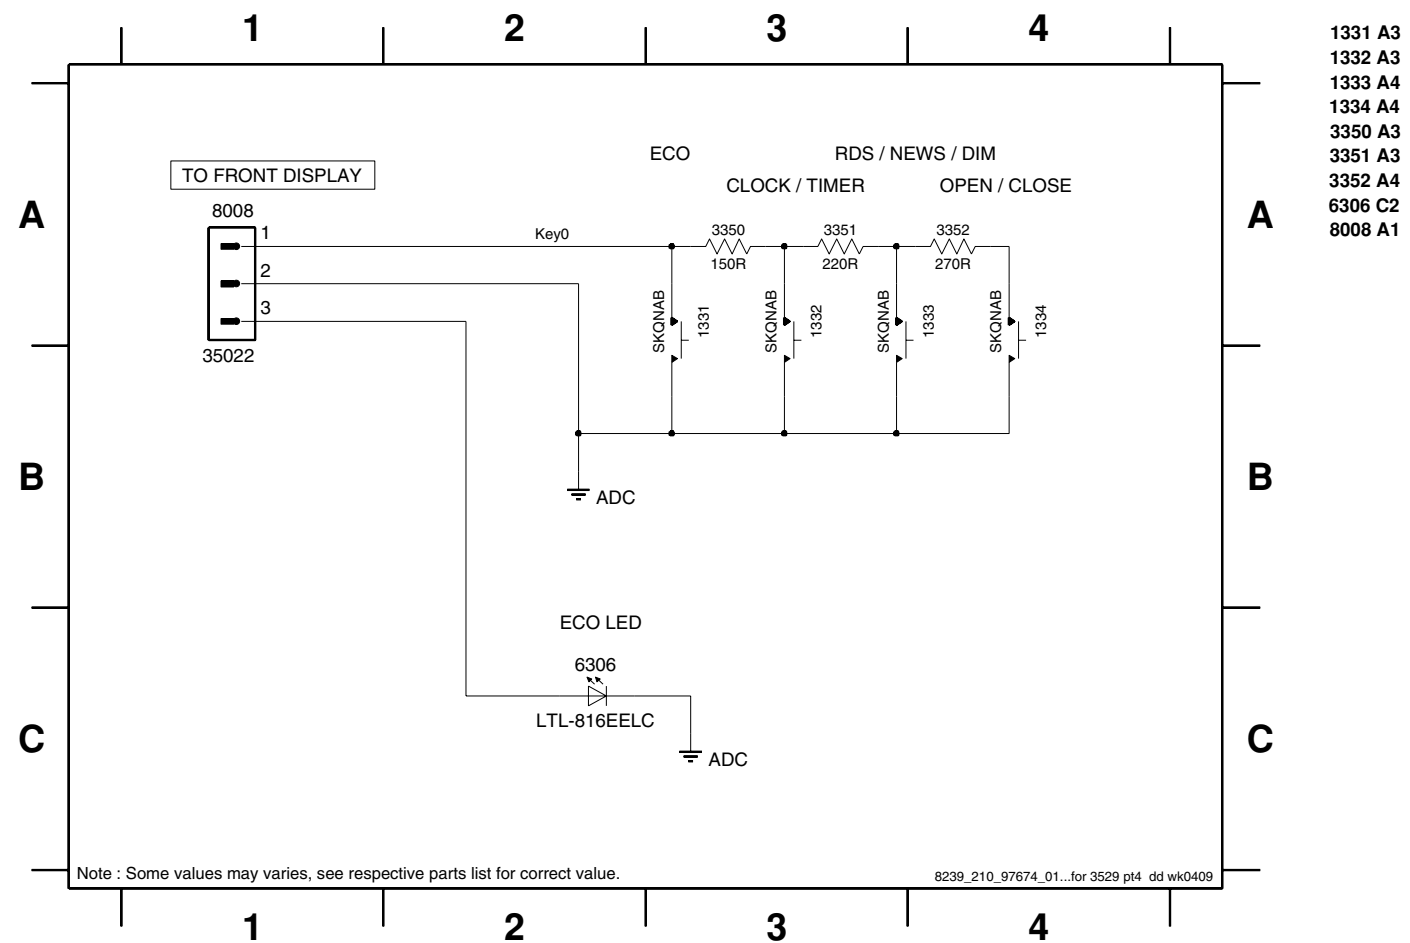 1 2 3 4
1331 A3
1332 A3
1333 A4
1334 A4
3350 A3
3351 A3
3352 A4
6306 C2
8008 A1
ECO
RDS / NEWS / DIM
TO FRONT DISPLAY
CLOCK / TIMER
OPEN / CLOSE
A
A
8008
1
2
3
35022
Key0
3350
150R
3351
220R
3352
270R
SKQNAB
1331
SKQNAB
1332
SKQNAB
1333
SKQNAB
1334
B
B
ADC
ECO LED
6306
LTL-816EELC
ADC
C
C
Note : Some values may varies, see respective parts list for correct value.
8239_210_97674_01...for 3529 pt4 dd wk0409
1 2 3 4